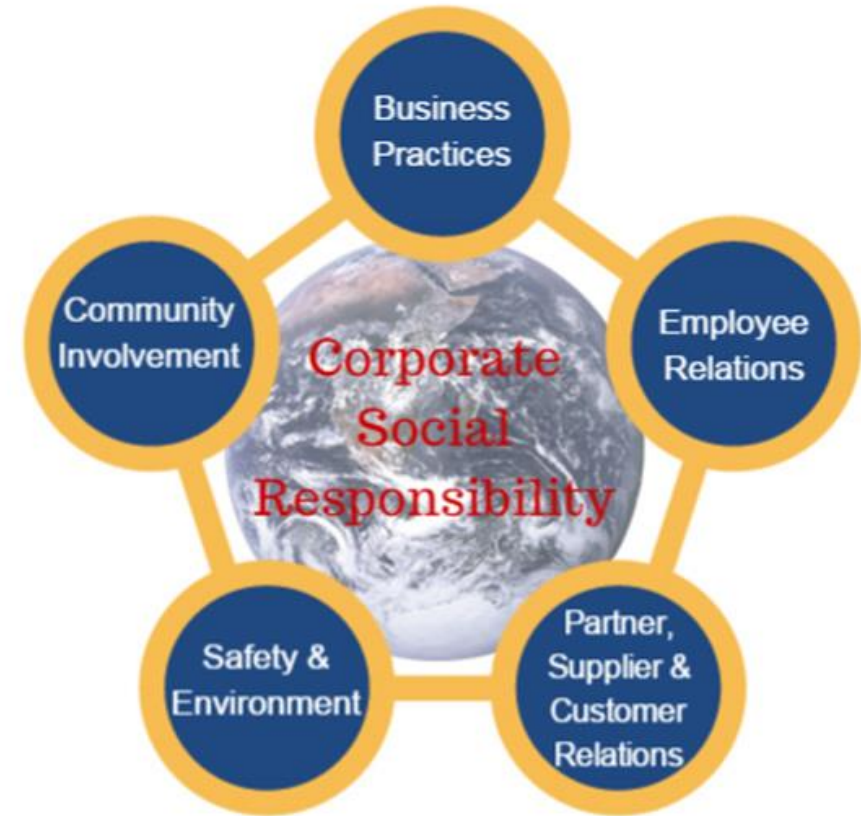 Business
Practices
Community
Involvement
Employee
Relations
Corporate
Social
Responsibility
Safety &
Environment
Partner,
Supplier &
Customer
Relations